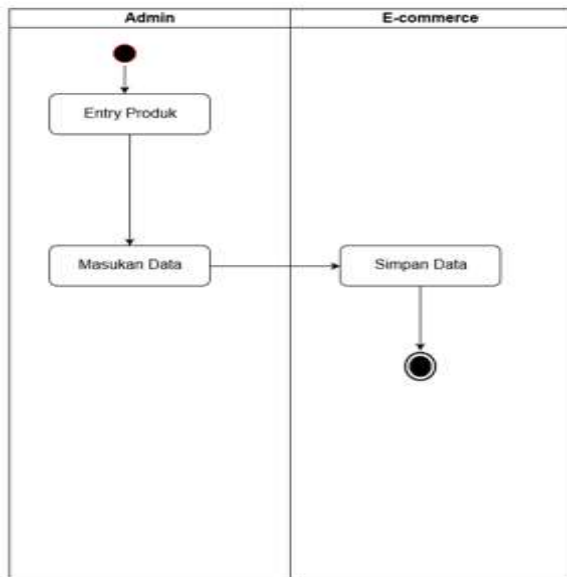 Admin
E-commerce
Entry Produk
Masukan Data
Simpan Data